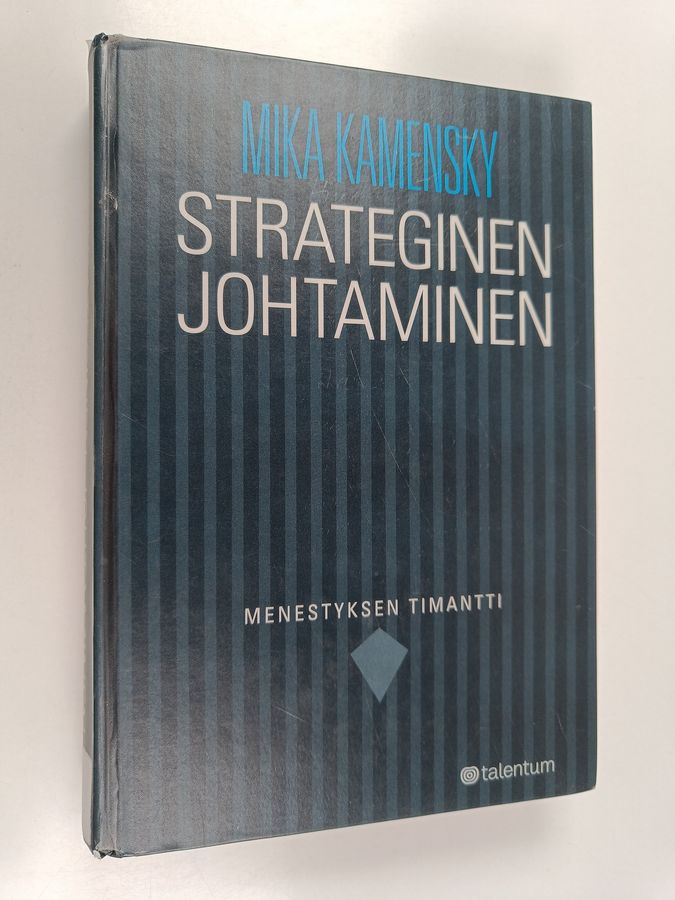 MIKA KAMENSKY
STRATEGINEN
JOHTAMINEN
MENESTYKSEN TIMANTTI
talentum